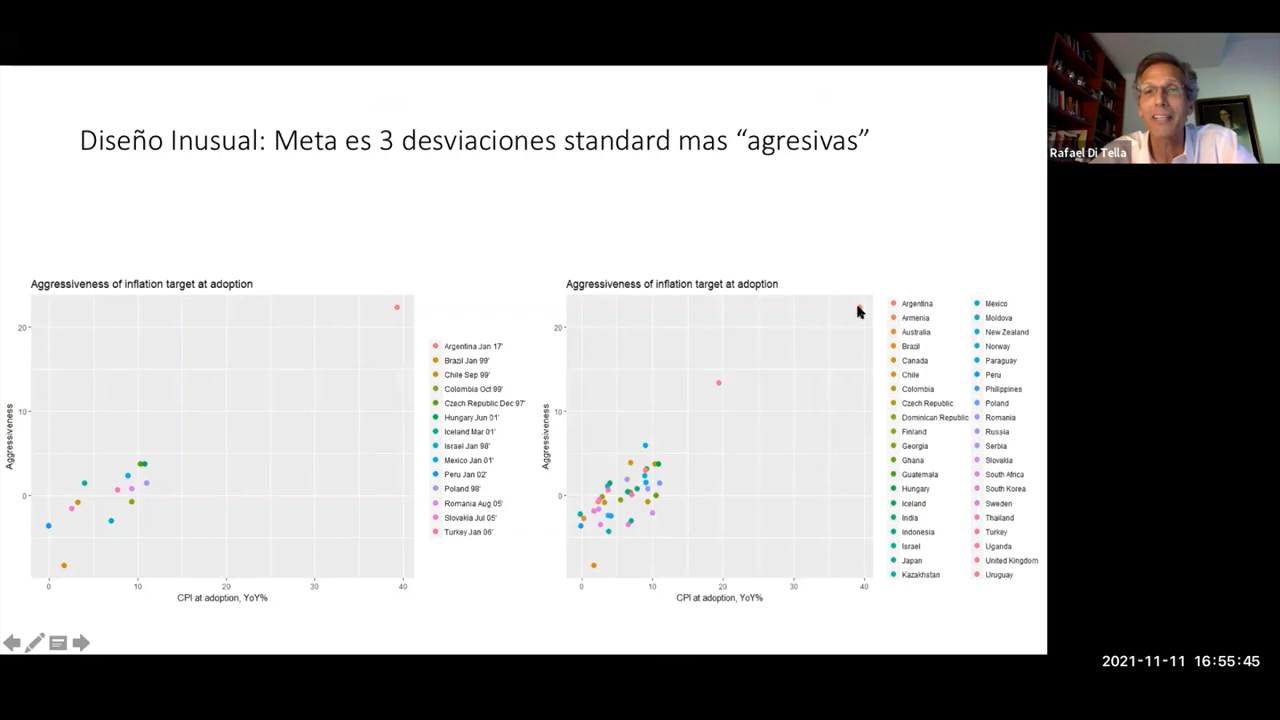 Diseño Inusual: Meta es 3 desviaciones standard mas “agresivas”
Rafael Di Tella
Aggressiveness of inflation target at adoption
20
10
0
Aggressiveness
0 10 20 30 40
CPI at adoption, YoY%
Argentina Jan 17'
Brazil Jan 99'
Chile Sep 99'
Colombia Oct 99'
Czech Republic Dec 97'
Hungary Jun 01'
Iceland Mar 01'
Israel Jan 98'
Mexico Jan 01'
Peru Jan 02'
Poland 98'
Romania Aug 05'
Slovakia Jul 05'
Turkey Jan 06'
Aggressiveness of inflation target at adoption
20
10
0
Aggressiveness
0 10 20 30 40
CPI at adoption, YoY%
Argentina
Armenia
Australia
Brazil
Canada
Chile
Colombia
Czech Republic
Dominican Republic
Finland
Georgia
Ghana
Guatemala
Hungary
Iceland
India
Indonesia
Israel
Japan
Kazakhstan
Mexico
Moldova
New Zealand
Norway
Paraguay
Peru
Philippines
Poland
Romania
Russia
Serbia
Slovakia
South Africa
South Korea
Sweden
Thailand
Turkey
Uganda
United Kingdom
Uruguay
2021-11-11 16:55:45